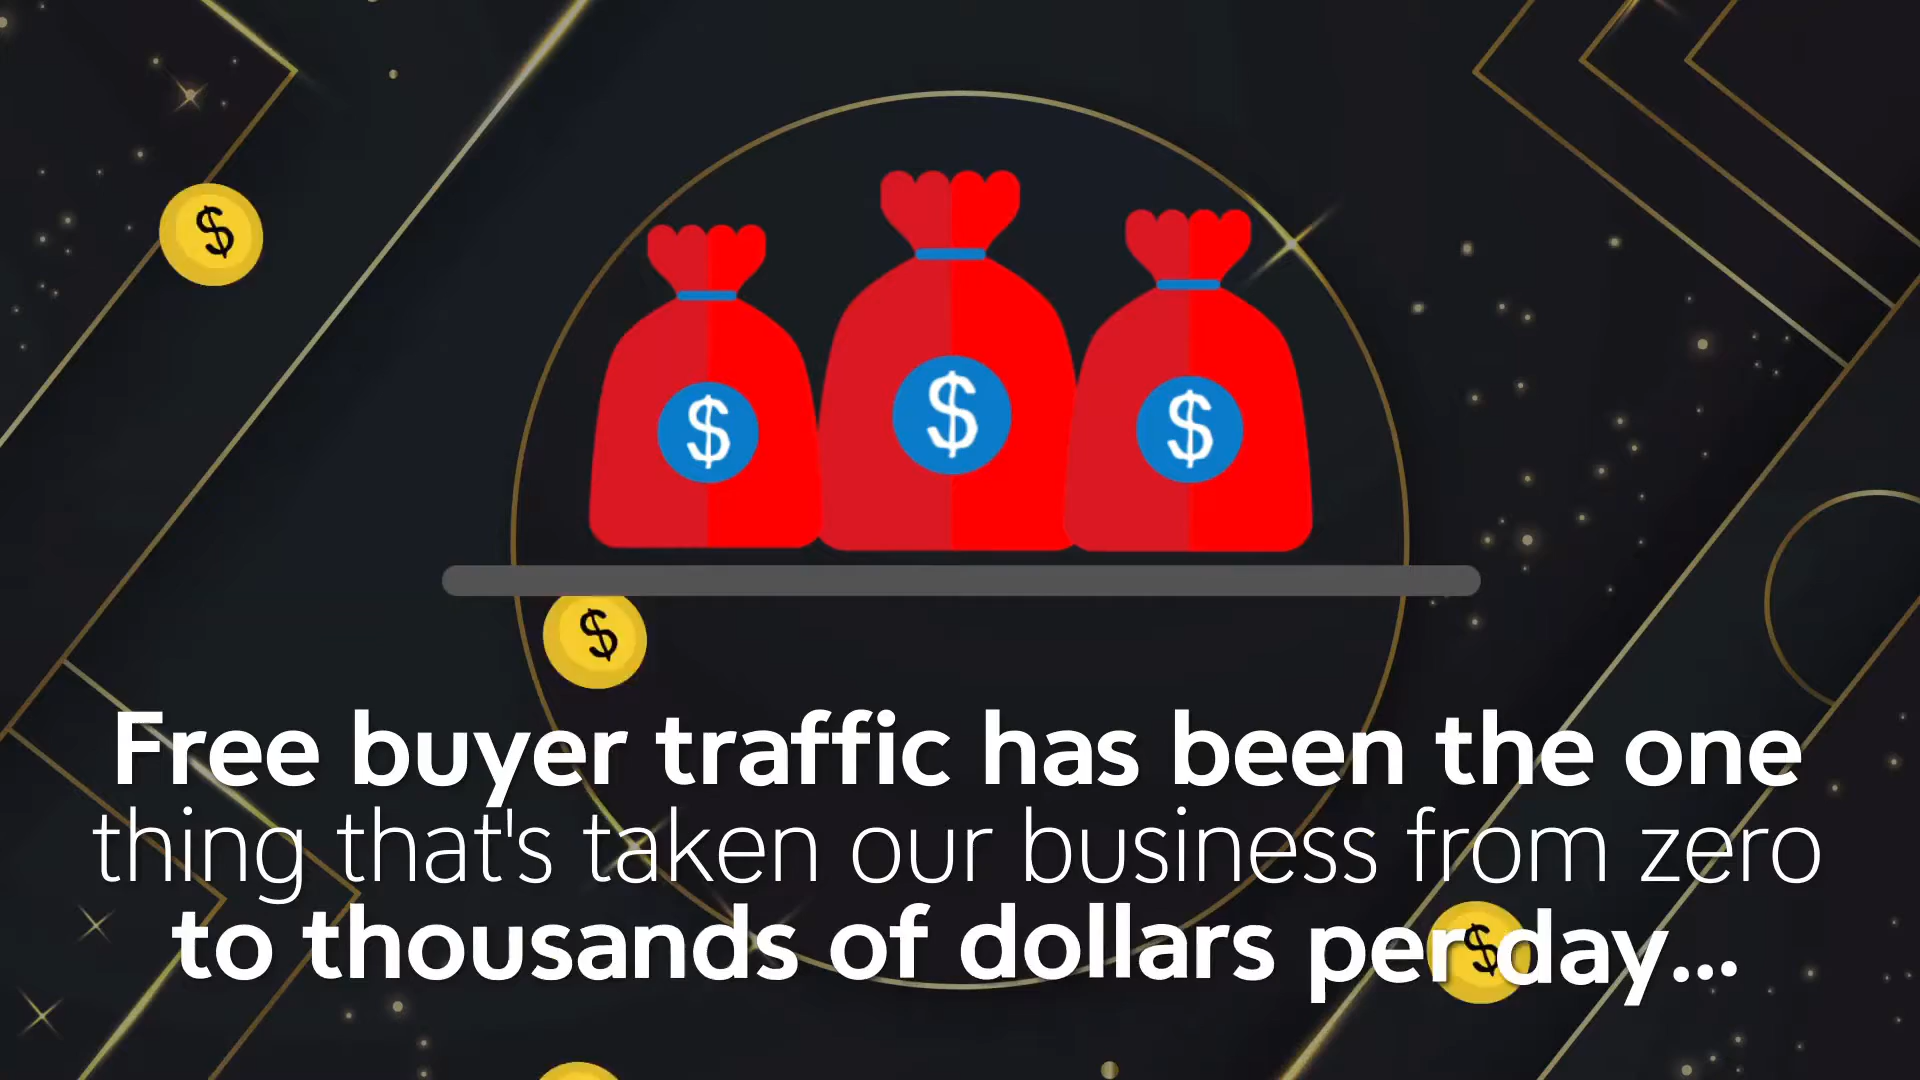 $ $ $
$
$
Free buyer traffic has been the one
thing that's taken our business from zero
to thousands of dollars per day...
$